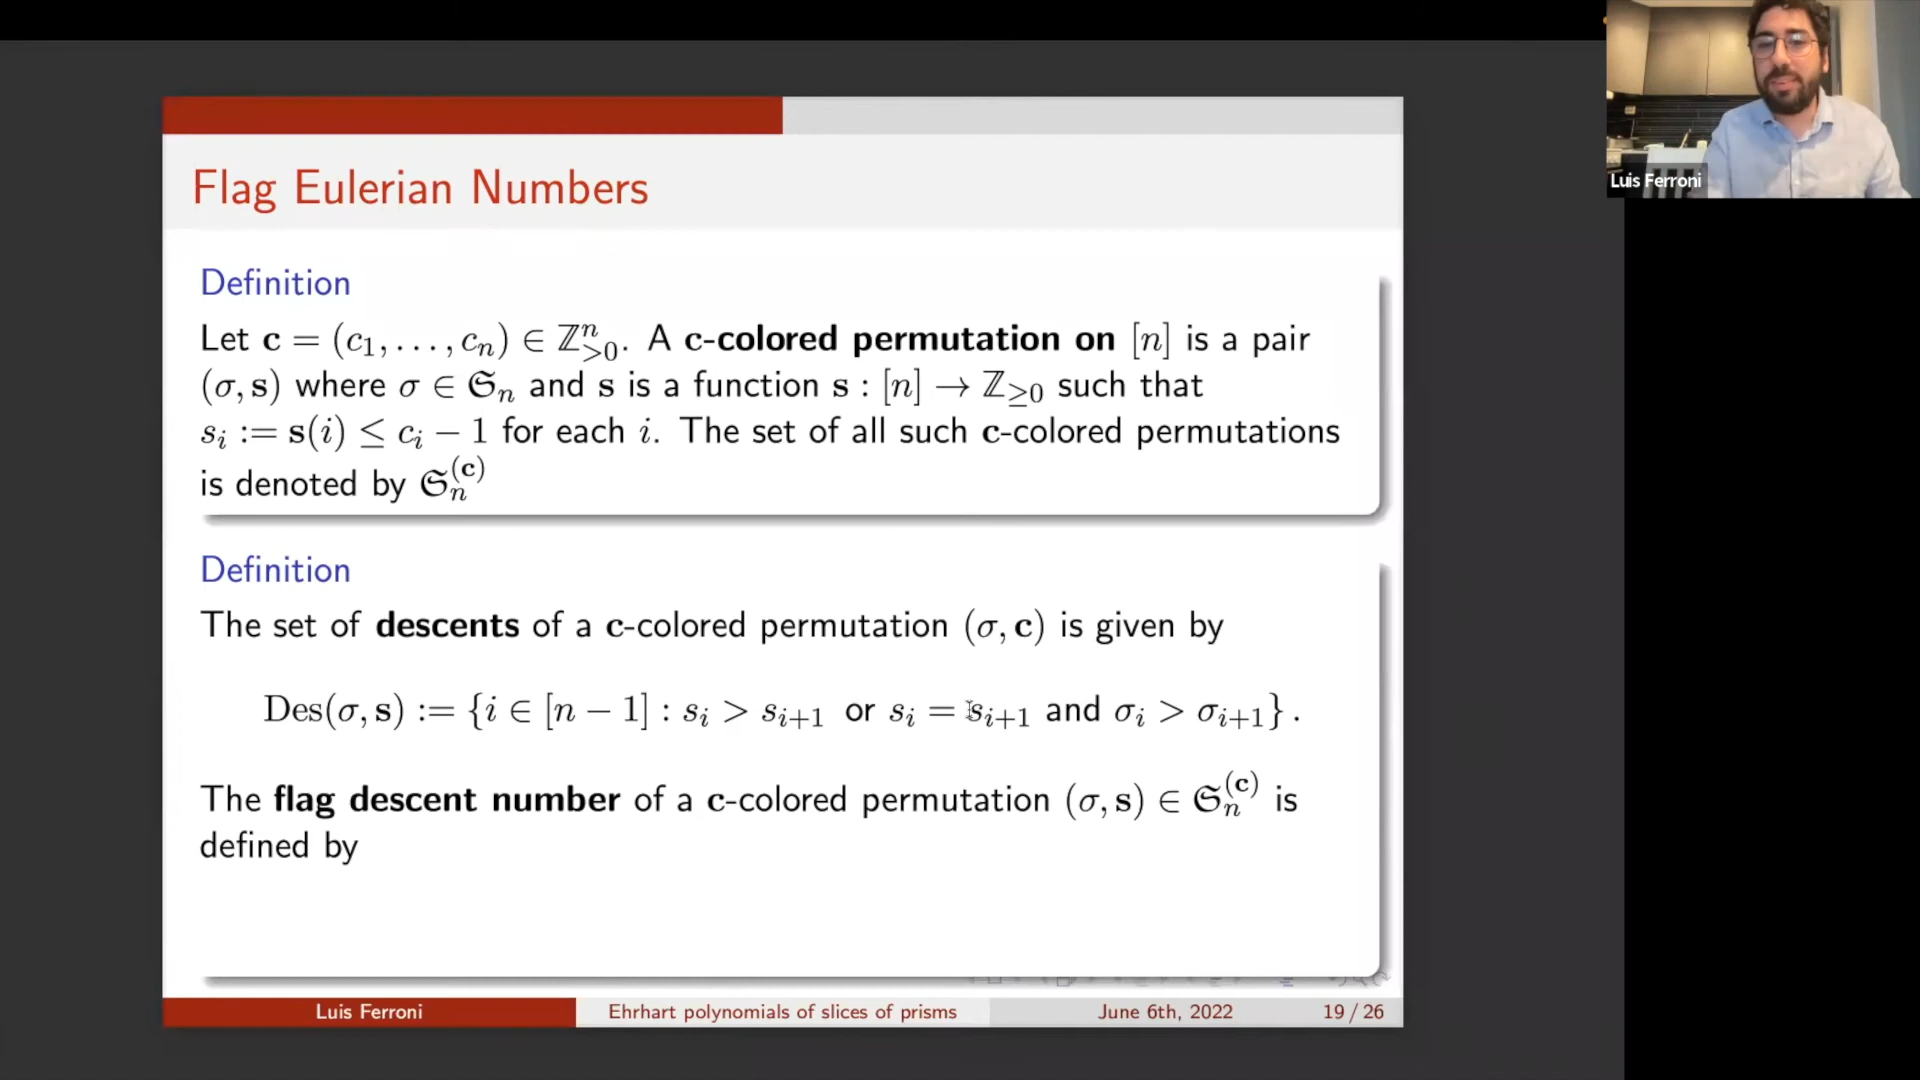 Luis Ferroni
Flag Eulerian Numbers
Definition
Let c = (c₁, . . . , cₙ) ∈ ℤⁿ_{>0}. A c-colored permutation on [n] is a pair
(σ, s) where σ ∈ 𝔖ₙ and s is a function s : [n] → ℤ_{≥0} such that
sᵢ := s(i) ≤ cᵢ − 1 for each i. The set of all such c-colored permutations
is denoted by 𝔖ₙ^{(c)}
Definition
The set of descents of a c-colored permutation (σ, c) is given by
Des(σ, s) := {i ∈ [n − 1] : sᵢ > sᵢ₊₁ or sᵢ = sᵢ₊₁ and σᵢ > σᵢ₊₁} .
The flag descent number of a c-colored permutation (σ, s) ∈ 𝔖ₙ^{(c)} is
defined by
Luis Ferroni Ehrhart polynomials of slices of prisms June 6th, 2022 19 / 26